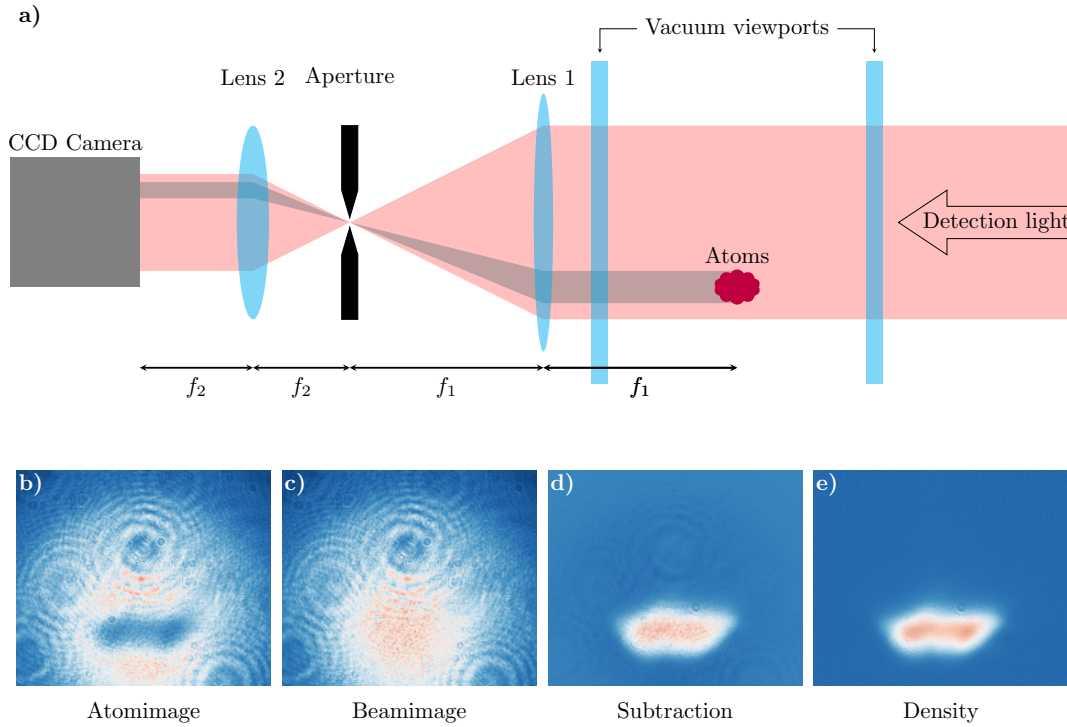 a)
Vacuum viewports
Lens 2
Aperture
Lens 1
CCD Camera
Detection light
Atoms
f₂
f₂
f₁
f₁
b)
c)
d)
e)
Atomimage
Beamimage
Subtraction
Density